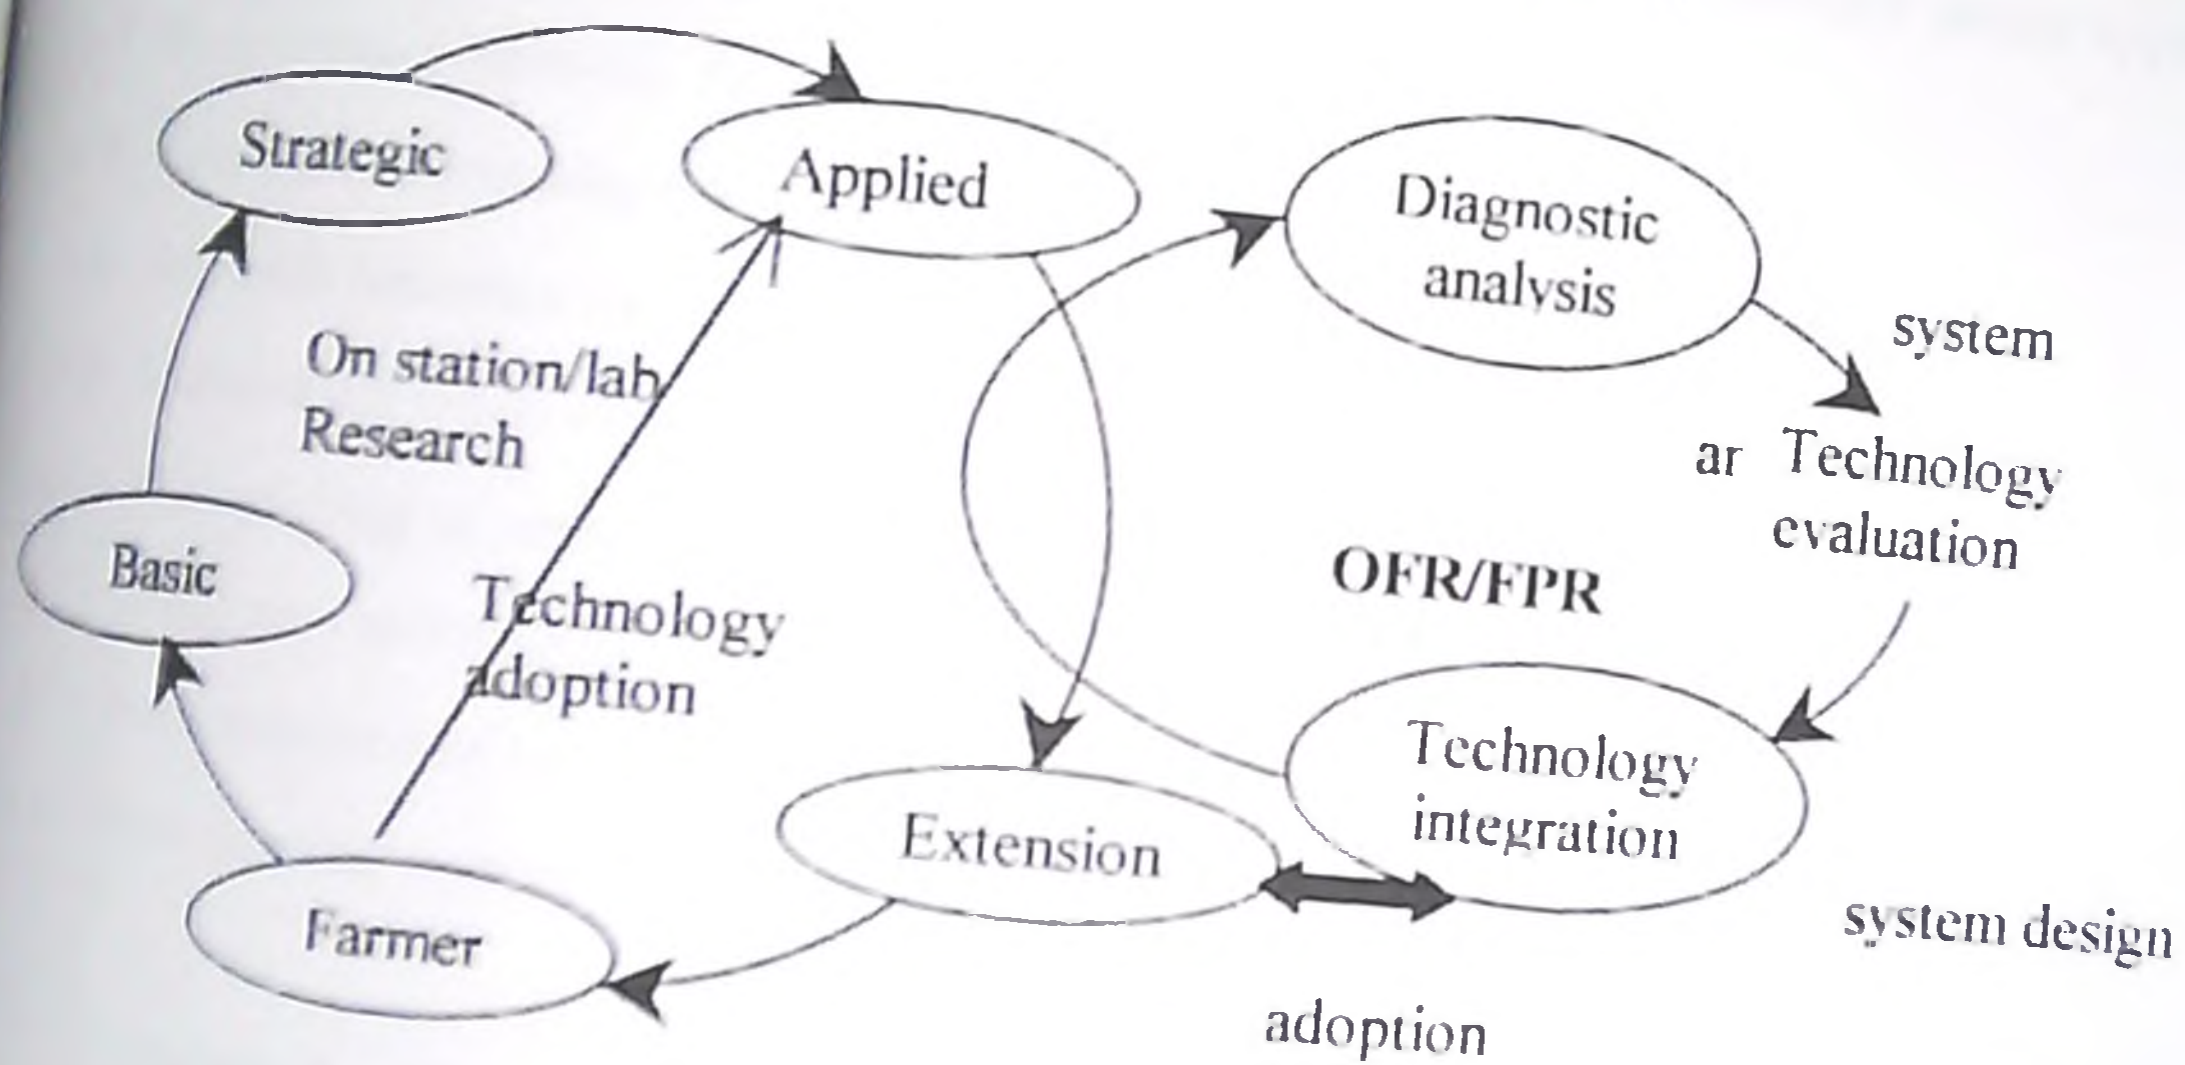 Strategic
Applied
Diagnostic
analysis
system
On station/lab
Research
ar Technology
evaluation
Basic
OFR/FPR
Technology
adoption
Technology
integration
Extension
Farmer
system design
adoption